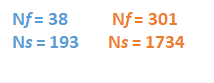 Nf = 38 Nf = 301
Ns = 193 Ns = 1734